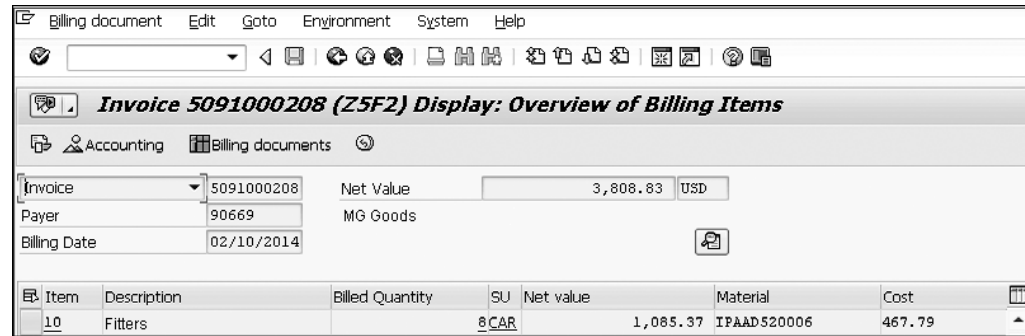 Billing document Edit Goto Environment System Help
Invoice 5091000208 (Z5F2) Display: Overview of Billing Items
Accounting Billing documents
Invoice 5091000208 Net Value 3,808.83 USD
Payer 90669 MG Goods
Billing Date 02/10/2014
Item Description Billed Quantity SU Net value Material Cost
10 Fitters 8 CAR 1,085.37 IPAAD520006 467.79